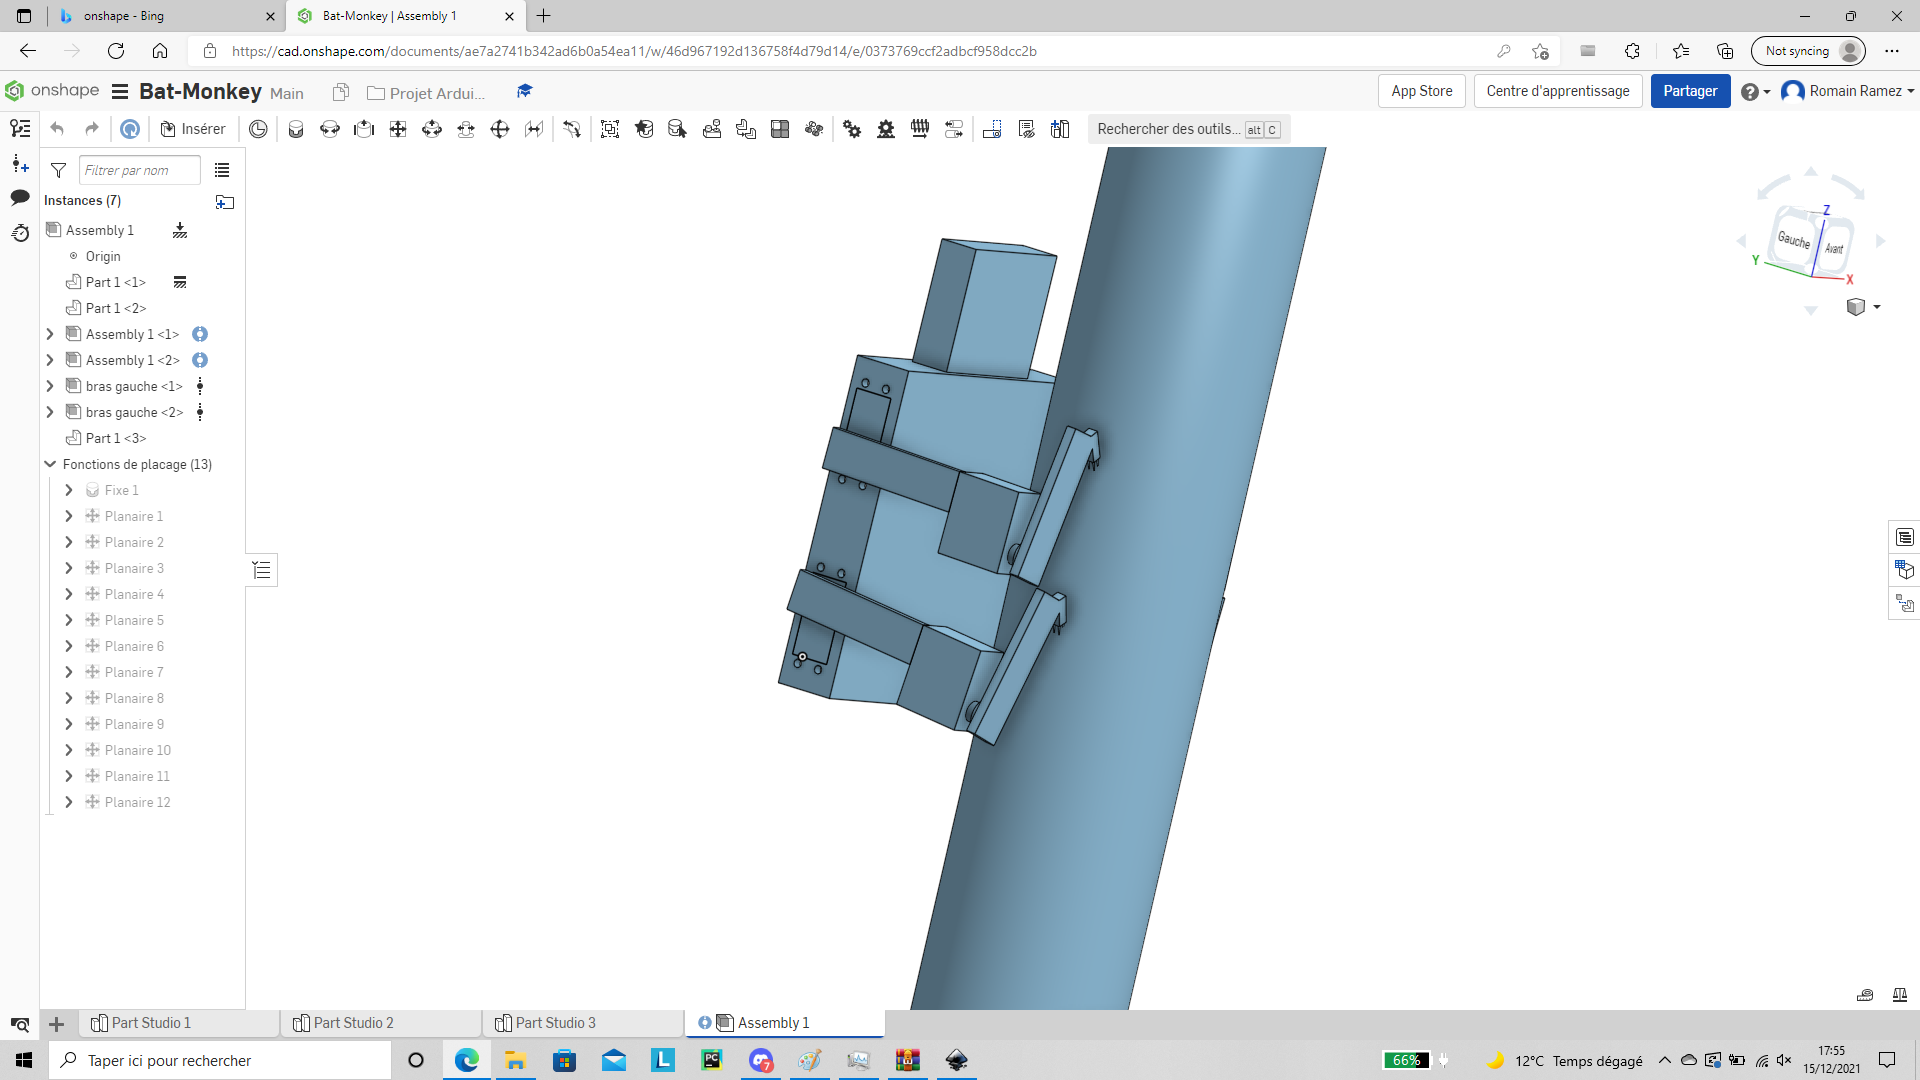 onshape - Bing
Bat-Monkey | Assembly 1
https://cad.onshape.com/documents/ae7a2741b342ad6b0a54ea11/w/46d967192d136758f4d79d14/e/0373769ccf2adbcf958dcc2b
Not syncing
onshape
Bat-Monkey Main
Projet Ardui...
App Store
Centre d'apprentissage
Partager
Romain Ramez
Insérer
Rechercher des outils... alt C
Filtrer par nom
Instances (7)
Assembly 1
Origin
Part 1 <1>
Part 1 <2>
Assembly 1 <1>
Assembly 1 <2>
bras gauche <1>
bras gauche <2>
Part 1 <3>
Fonctions de placage (13)
Fixe 1
Planaire 1
Planaire 2
Planaire 3
Planaire 4
Planaire 5
Planaire 6
Planaire 7
Planaire 8
Planaire 9
Planaire 10
Planaire 11
Planaire 12
Z
Gauche
Avant
Y
X
Part Studio 1
Part Studio 2
Part Studio 3
Assembly 1
Taper ici pour rechercher
L
PC
7
66%
12°C Temps dégagé
17:55
15/12/2021